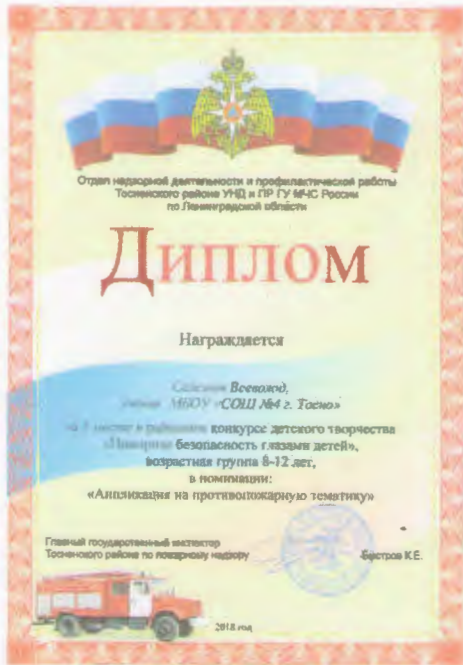 Отдел надзорной деятельности и профилактической работы
Тосненского района УНД и ПР ГУ МЧС России
по Ленинградской области
Диплом
Награждается
Всеволод,
МБОУ «СОШ №4 г. Тосно»
конкурсе детского творчества
безопасность глазами детей»,
возрастная группа 8-12 лет,
в номинации:
«Аппликация на противопожарную тематику»
Главный государственный инспектор
Тосненского района по пожарному надзору
Быстров К.Е.
2018 год